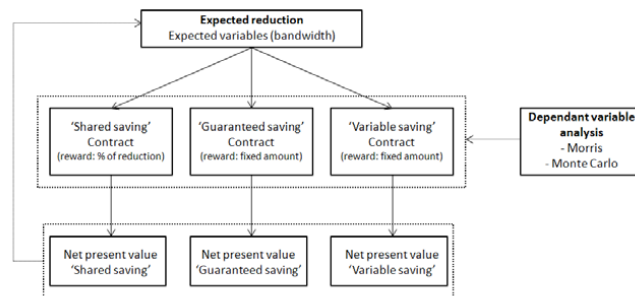 Expected reduction
Expected variables (bandwidth)
'Shared saving'
Contract
(reward: % of reduction)
'Guaranteed saving'
Contract
(reward: fixed amount)
'Variable saving'
Contract
(reward: fixed amount)
Dependant variable
analysis
- Morris
- Monte Carlo
Net present value
'Shared saving'
Net present value
'Guaranteed saving'
Net present value
'Variable saving'